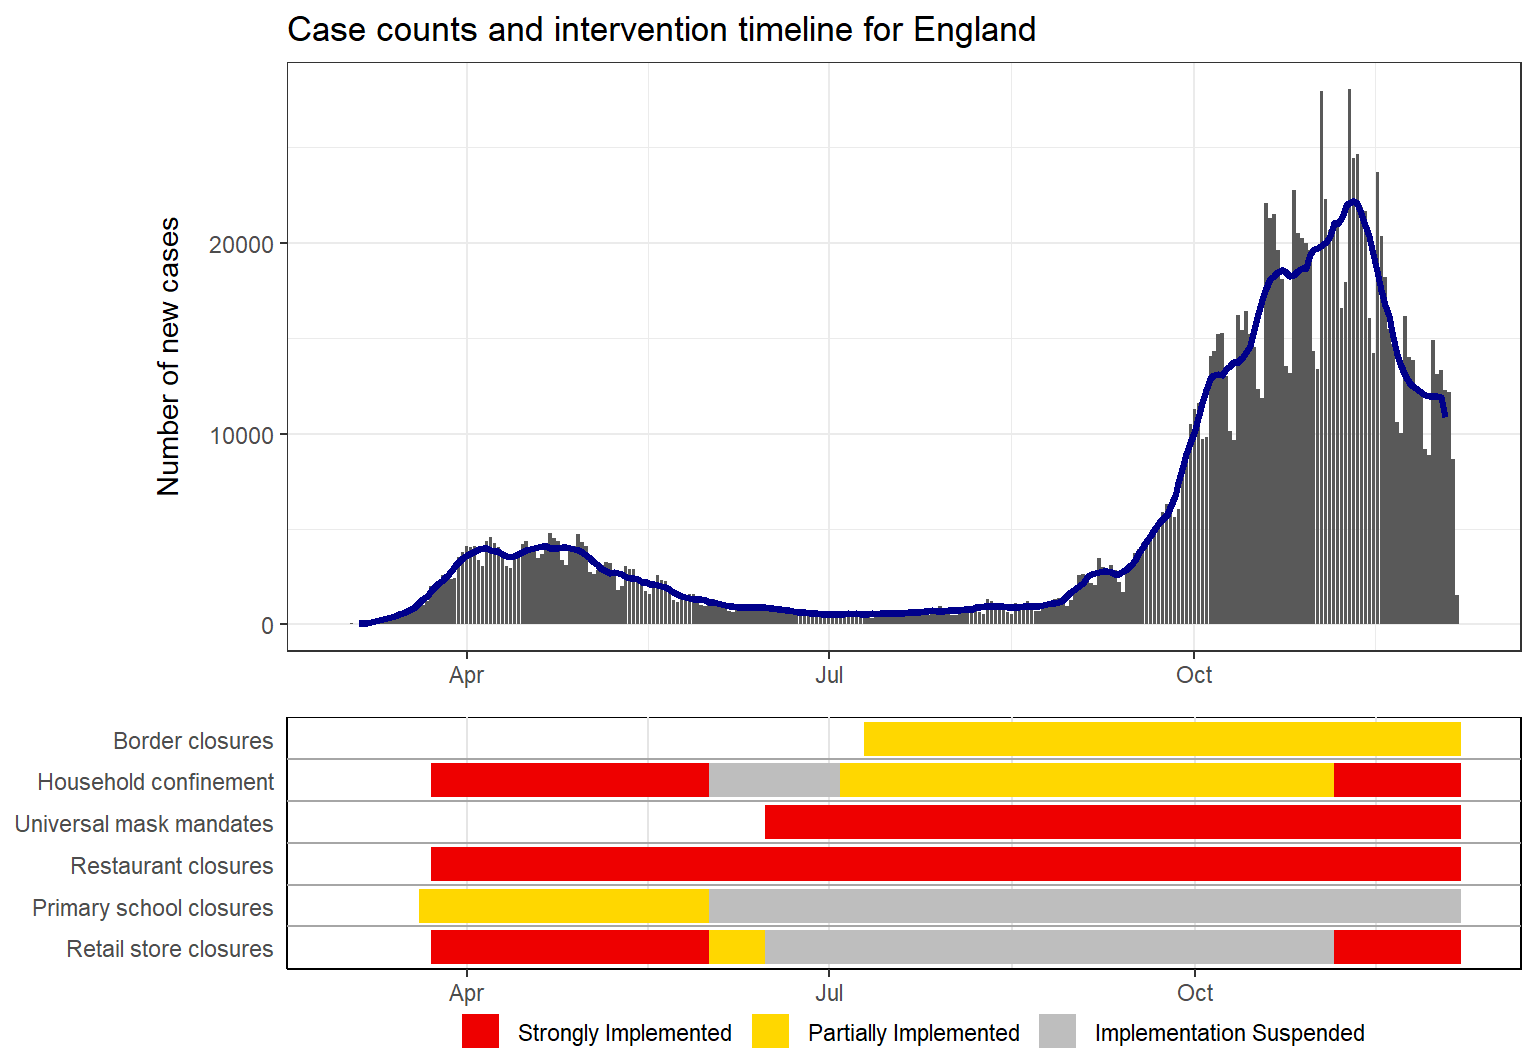 Case counts and intervention timeline for England
Number of new cases
20000
10000
0
Apr Jul Oct
Border closures
Household confinement
Universal mask mandates
Restaurant closures
Primary school closures
Retail store closures
Apr Jul Oct
Strongly Implemented Partially Implemented Implementation Suspended